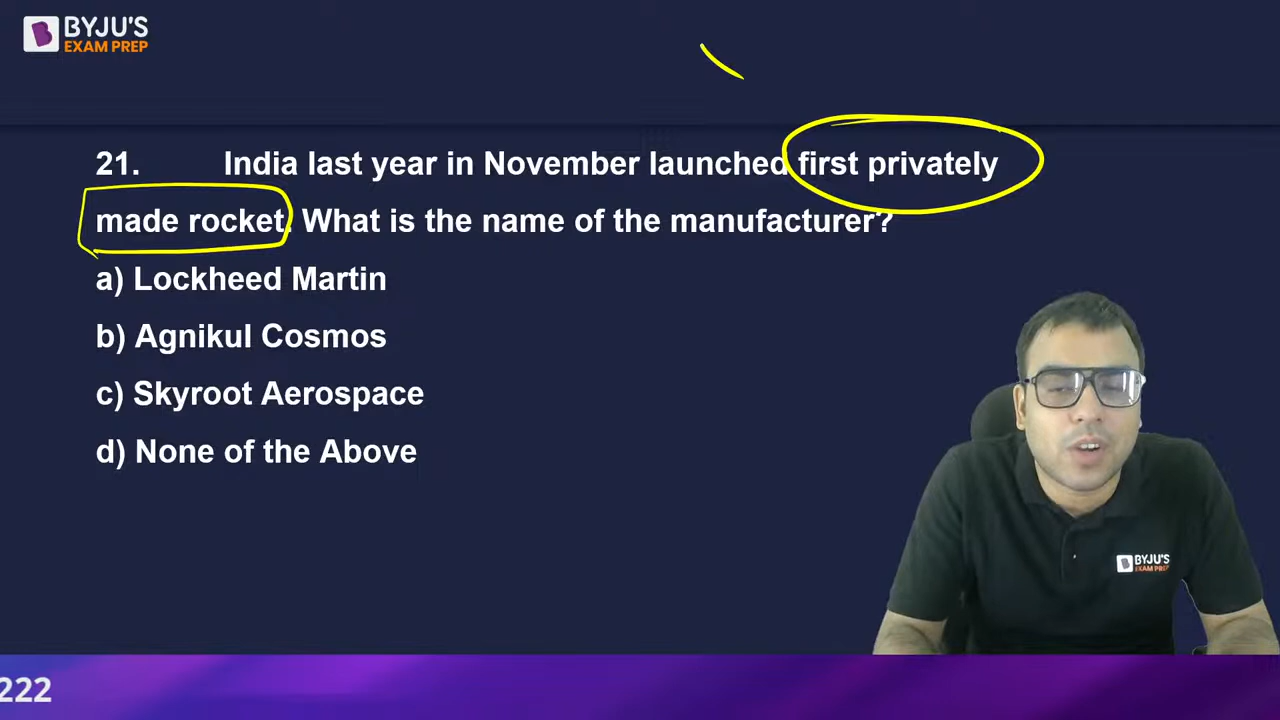 BYJU'S
EXAM PREP
21. India last year in November launched first privately
made rocket. What is the name of the manufacturer?
a) Lockheed Martin
b) Agnikul Cosmos
c) Skyroot Aerospace
d) None of the Above
BYJU'S
EXAM PREP
222